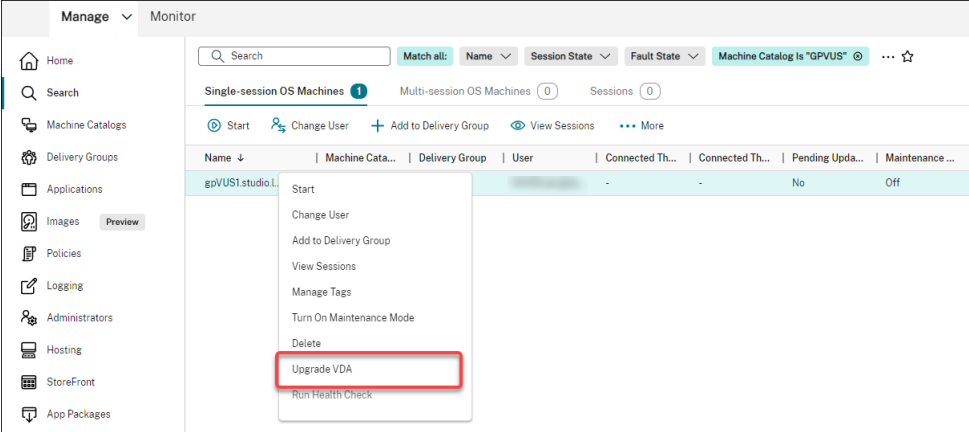 Manage Monitor
Home
Search
Machine Catalogs
Delivery Groups
Applications
Images Preview
Policies
Logging
Administrators
Hosting
StoreFront
App Packages
Search Match all: Name Session State Fault State Machine Catalog Is "GPVUS"
Single-session OS Machines 1 Multi-session OS Machines (0) Sessions (0)
Start Change User Add to Delivery Group View Sessions More
Name Machine Cata... Delivery Group User Connected Th... Connected Th... Pending Upda... Maintenance ...
gpVUS1.studio.l... - - No Off
Start
Change User
Add to Delivery Group
View Sessions
Manage Tags
Turn On Maintenance Mode
Delete
Upgrade VDA
Run Health Check